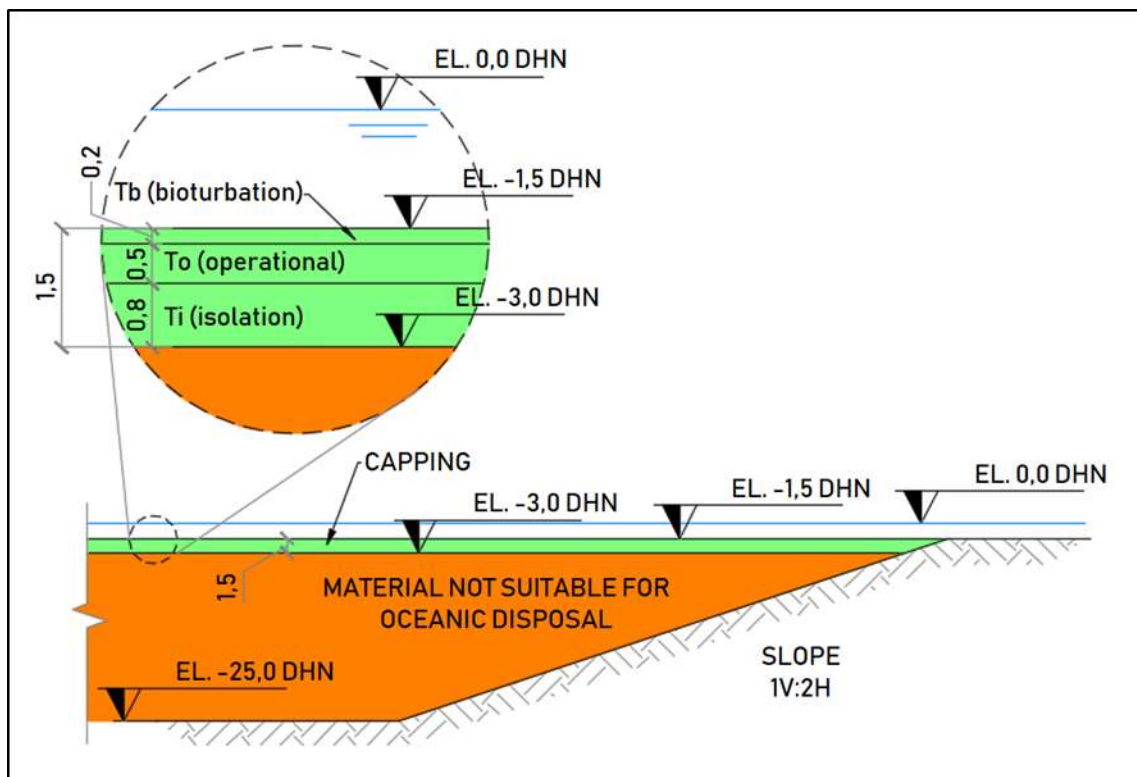 EL. 0,0 DHN
0,2
EL. -1,5 DHN
Tb (bioturbation)
0,5
To (operational)
1,5
EL. -3,0 DHN
0,8
Ti (isolation)
CAPPING
EL. -3,0 DHN
EL. -1,5 DHN
EL. 0,0 DHN
1,5
MATERIAL NOT SUITABLE FOR
OCEANIC DISPOSAL
EL. -25,0 DHN
SLOPE
1V:2H